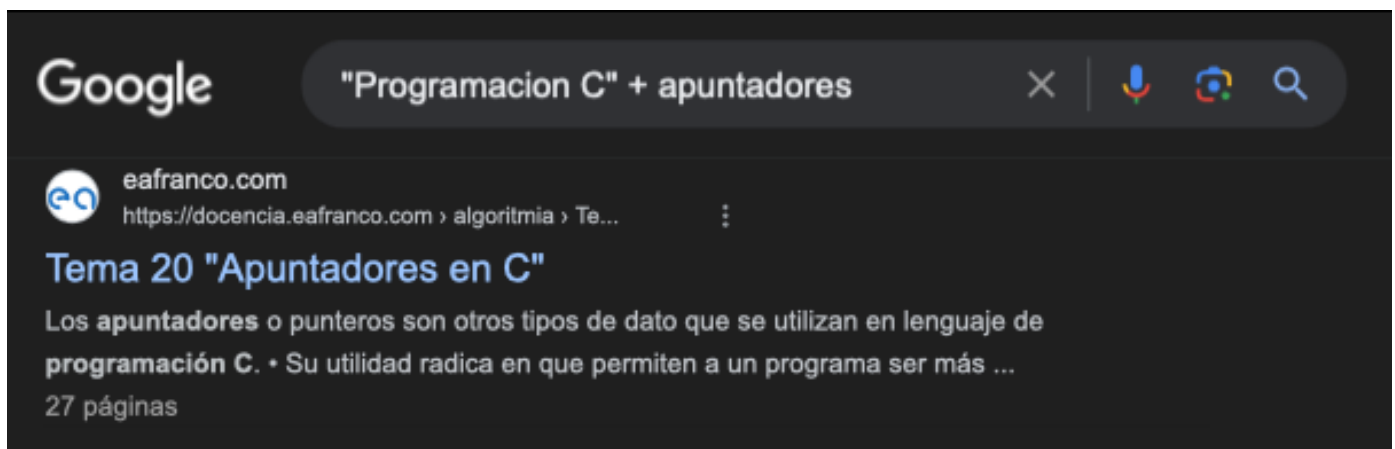 Google
"Programacion C" + apuntadores
eafranco.com
https://docencia.eafranco.com › algoritmia › Te...
Tema 20 "Apuntadores en C"
Los apuntadores o punteros son otros tipos de dato que se utilizan en lenguaje de
programación C. • Su utilidad radica en que permiten a un programa ser más ...
27 páginas